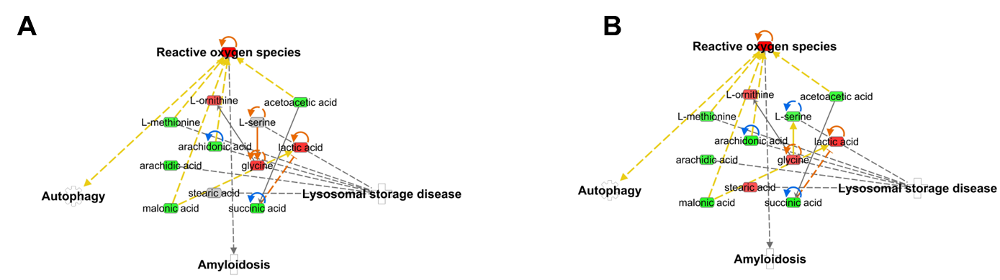 A
Reactive oxygen species
L-ornithine
acetoacetic acid
L-methionine
L-serine
arachidonic acid
lactic acid
arachidic acid
glycine
stearic acid
Lysosomal storage disease
Autophagy
malonic acid
succinic acid
Amyloidosis
B
Reactive oxygen species
L-ornithine
acetoacetic acid
L-methionine
L-serine
arachidonic acid
lactic acid
arachidic acid
glycine
stearic acid
Lysosomal storage disease
Autophagy
malonic acid
succinic acid
Amyloidosis